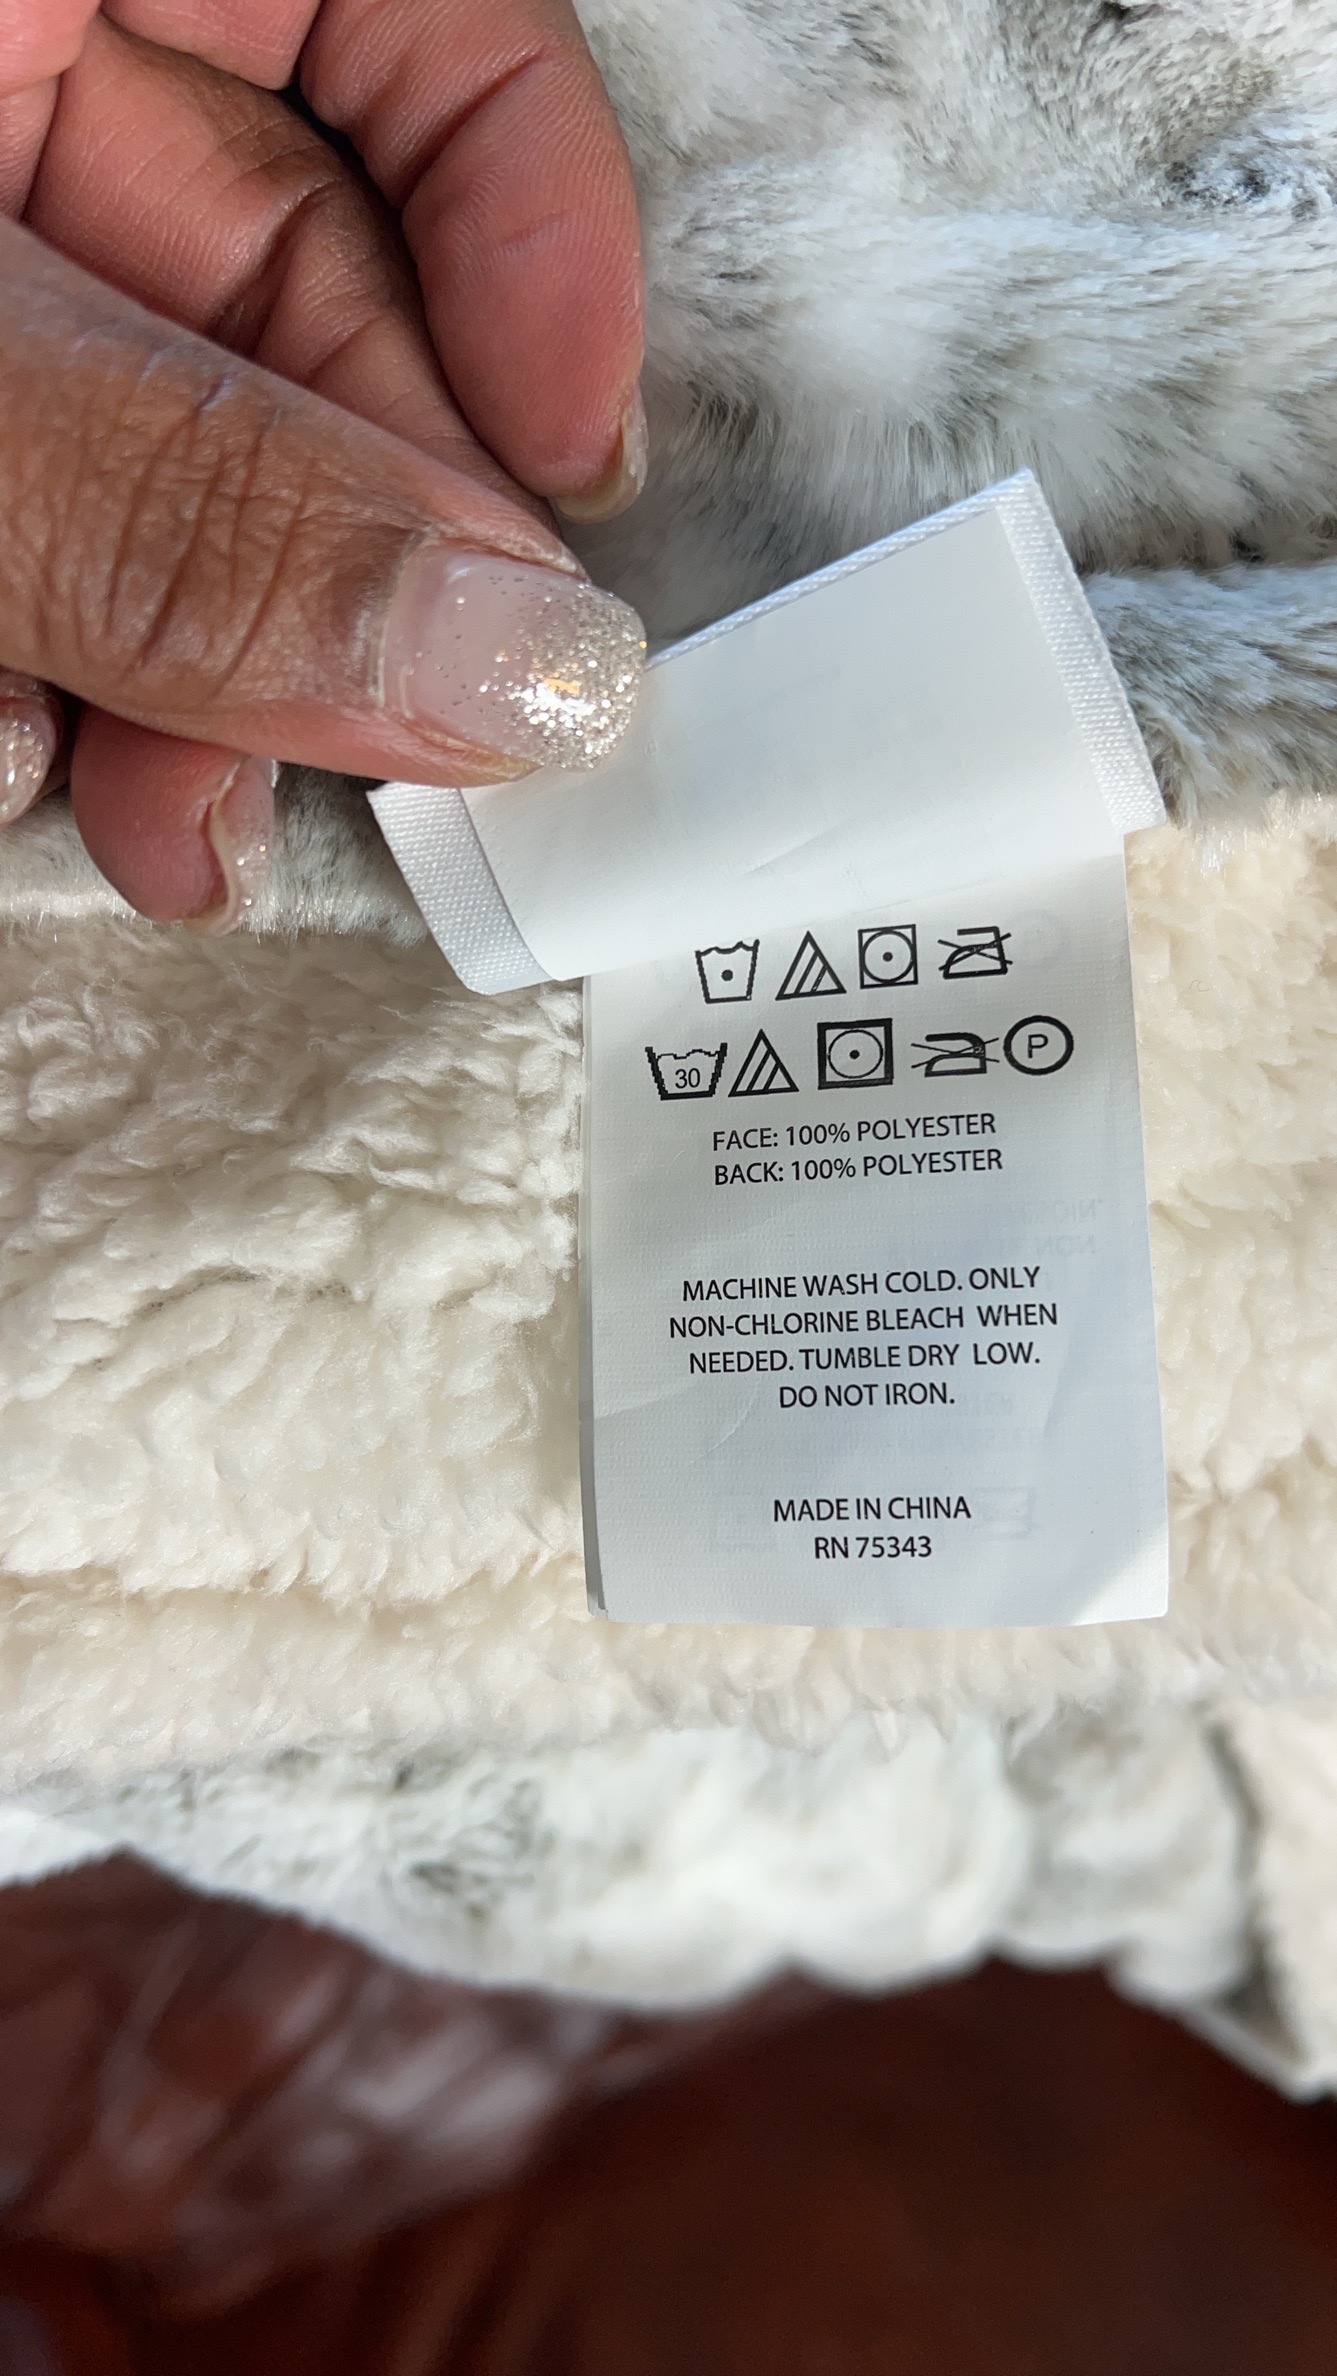 30 P
FACE: 100% POLYESTER
BACK: 100% POLYESTER
MACHINE WASH COLD. ONLY
NON-CHLORINE BLEACH WHEN
NEEDED. TUMBLE DRY LOW.
DO NOT IRON.
MADE IN CHINA
RN 75343